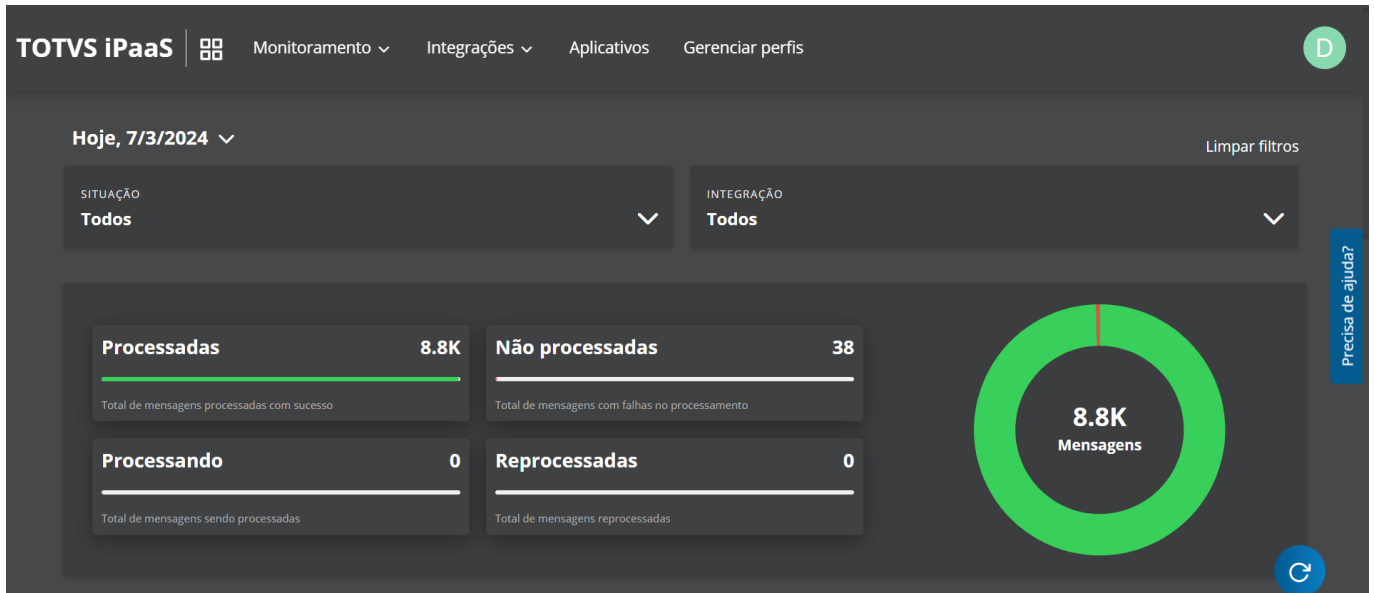 TOTVS iPaaS Monitoramento Integrações Aplicativos Gerenciar perfis D
Hoje, 7/3/2024
Limpar filtros
SITUAÇÃO
Todos
INTEGRAÇÃO
Todos
Precisa de ajuda?
Processadas 8.8K
Total de mensagens processadas com sucesso
Não processadas 38
Total de mensagens com falhas no processamento
Processando 0
Total de mensagens sendo processadas
Reprocessadas 0
Total de mensagens reprocessadas
8.8K
Mensagens